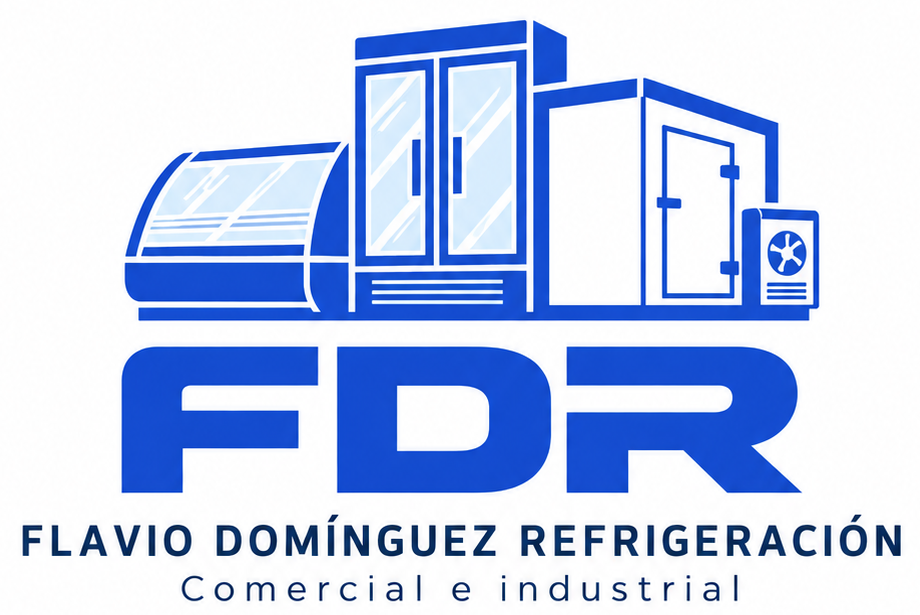 FDR
FLAVIO DOMÍNGUEZ REFRIGERACIÓN
Comercial e industrial